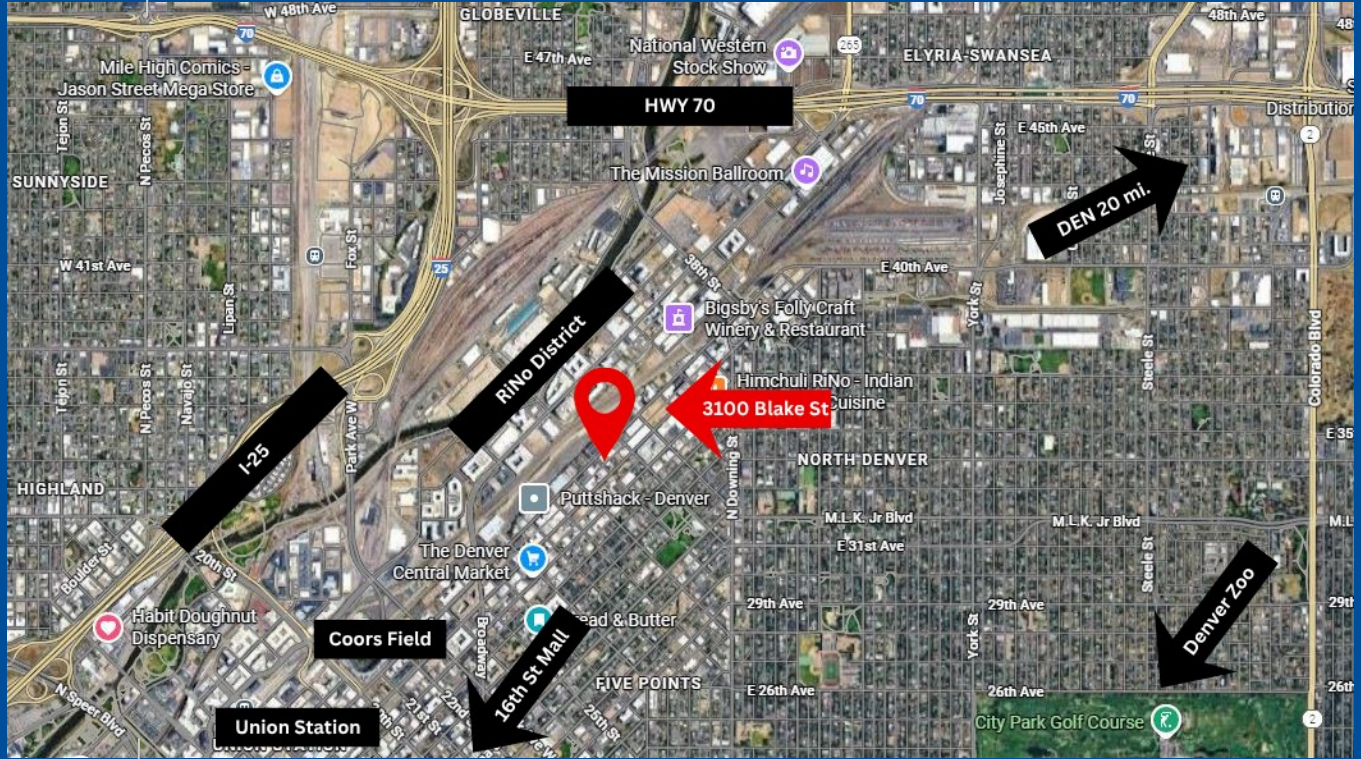 W 48th Ave
GLOBEVILLE
48th Ave
70
National Western
Stock Show
265
ELYRIA-SWANSEA
E 47th Ave
Mile High Comics -
Jason Street Mega Store
HWY 70
70
70
Distribution
E 45th Ave
2
Tejon St
N Pecos St
Josephine St
The Mission Ballroom
SUNNYSIDE
DEN 20 mi.
Fox St
W 41st Ave
25
38th St
E 40th Ave
Lipan St
York St
Bigsby's Folly Craft
Winery & Restaurant
RiNo District
Steele St
Colorado Blvd
Tejon St
N Pecos St
Navajo St
Himchuli RiNo - Indian
Cuisine
3100 Blake St
Park Ave W
I-25
E 35
NORTH DENVER
HIGHLAND
N Downing St
Puttshack - Denver
M.L.K. Jr Blvd
M.L.K. Jr Blvd
M.L
E 31st Ave
The Denver
Central Market
Boulder St
20th St
Steele St
Denver Zoo
29th Ave
29th Ave
29th
Habit Doughnut
Dispensary
Coors Field
Broadway
ead & Butter
16th St Mall
York St
FIVE POINTS
E 26th Ave
26th Ave
26th
N Speer Blvd
21st St
22nd
25th St
Union Station
UNION STATION
City Park Golf Course
2